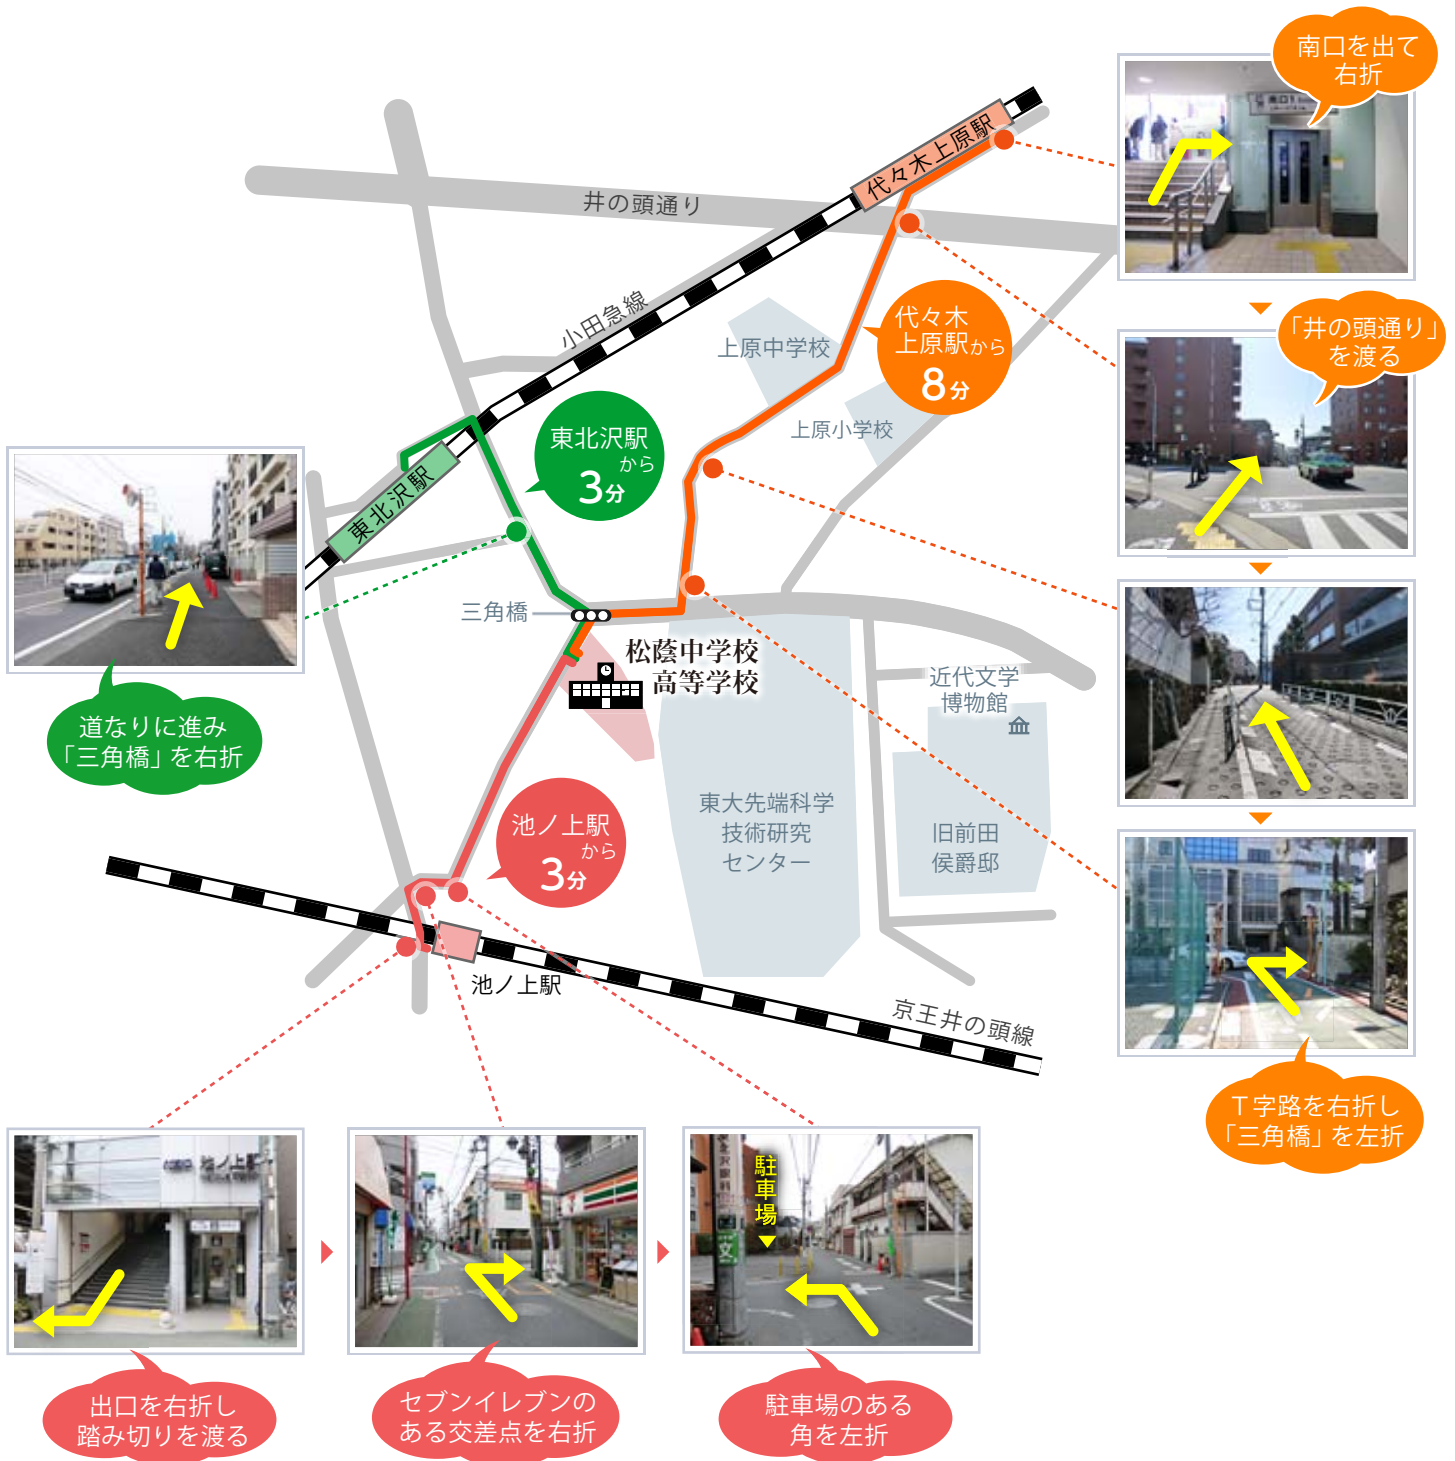 南口を出て
右折
南口1
「井の頭通り」
を渡る
代々木上原駅
井の頭通り
小田急線
代々木
上原駅から
8分
上原中学校
上原小学校
東北沢駅
から
3分
東北沢駅
三角橋
松蔭中学校
高等学校
近代文学
博物館
道なりに進み
「三角橋」を右折
東大先端科学
技術研究
センター
旧前田
侯爵邸
池ノ上駅
から
3分
池ノ上駅
京王井の頭線
T字路を右折し
「三角橋」を左折
池ノ上駅
駐車場
文
出口を右折し
踏み切りを渡る
セブンイレブンの
ある交差点を右折
駐車場のある
角を左折